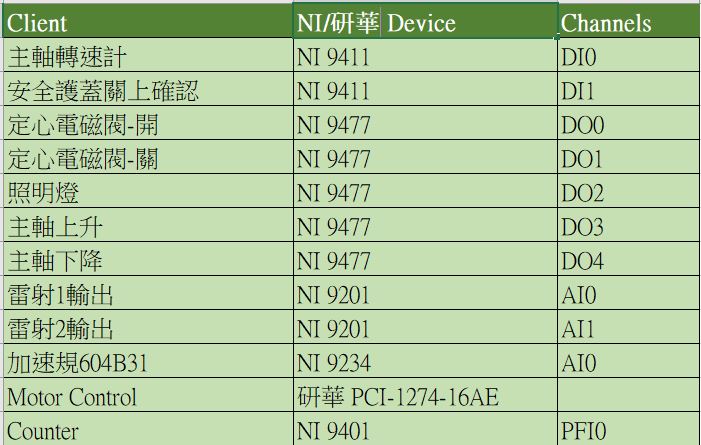 Client NI/研華 Device Channels
主軸轉速計 NI 9411 DI0
安全護蓋關上確認 NI 9411 DI1
定心電磁閥-開 NI 9477 DO0
定心電磁閥-關 NI 9477 DO1
照明燈 NI 9477 DO2
主軸上升 NI 9477 DO3
主軸下降 NI 9477 DO4
雷射1輸出 NI 9201 AI0
雷射2輸出 NI 9201 AI1
加速規604B31 NI 9234 AI0
Motor Control 研華 PCI-1274-16AE
Counter NI 9401 PFI0